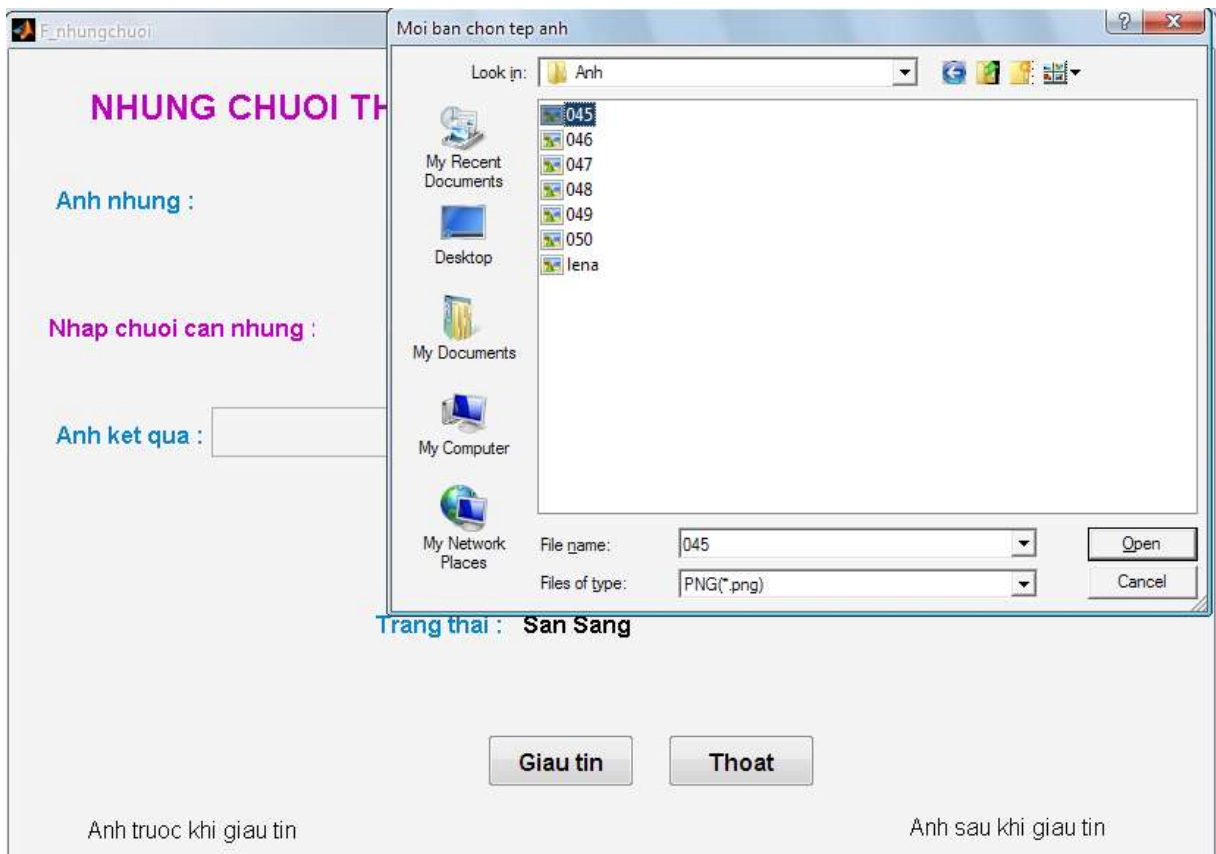 F_nhungchuoi
Moi ban chon tep anh
Look in:
Anh
NHUNG CHUOI TH
Anh nhung :
Nhap chuoi can nhung :
Anh ket qua :
My Recent
Documents
Desktop
My Documents
My Computer
My Network
Places
045
046
047
048
049
050
lena
File name:
045
Open
Files of type:
PNG(*.png)
Cancel
Trang thai :
San Sang
Giau tin
Thoat
Anh truoc khi giau tin
Anh sau khi giau tin